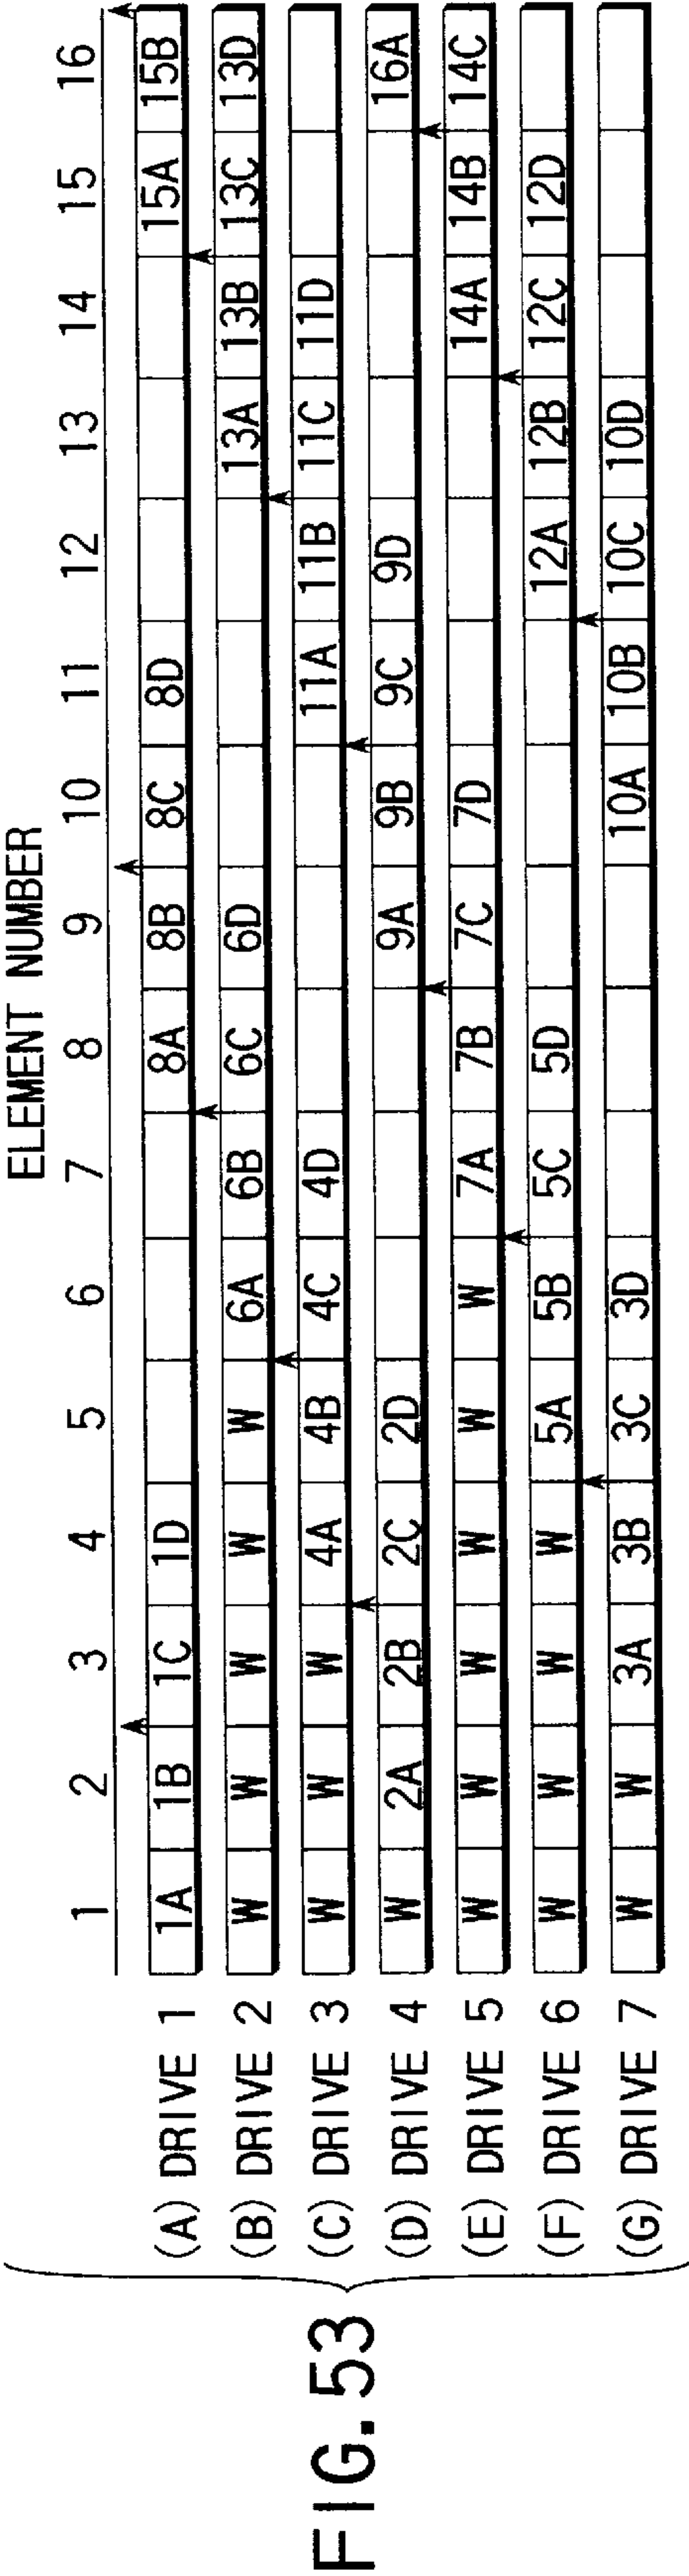 ELEMENT NUMBER
1 2 3 4 5 6 7 8 9 10 11 12 13 14 15 16
(A) DRIVE 1 1A 1B 1C 1D 8A 8B 8C 8D 15A 15B
(B) DRIVE 2 W W W W W 6A 6B 6C 6D 13A 13B 13C 13D
(C) DRIVE 3 W W W 4A 4B 4C 4D 11A 11B 11C 11D
(D) DRIVE 4 W 2A 2B 2C 2D 9A 9B 9C 9D 16A
(E) DRIVE 5 W W W W W W 7A 7B 7C 7D 14A 14B 14C
(F) DRIVE 6 W W W W 5A 5B 5C 5D 12A 12B 12C 12D
(G) DRIVE 7 W W 3A 3B 3C 3D 10A 10B 10C 10D
FIG. 53